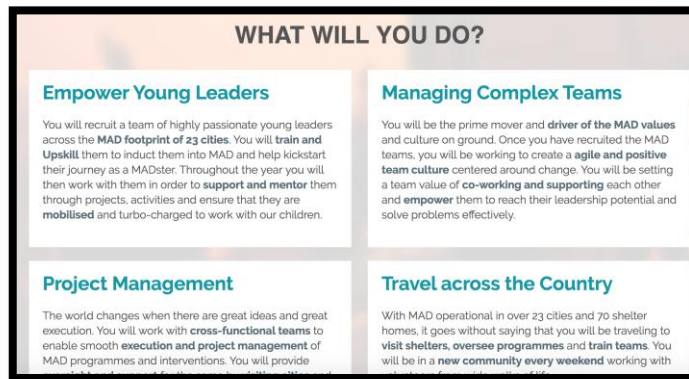 WHAT WILL YOU DO?
Empower Young Leaders
You will recruit a team of highly passionate young leaders
across the MAD footprint of 23 cities. You will train and
Upskill them to induct them into MAD and help kickstart
their journey as a MADster. Throughout the year you will
then work with them in order to support and mentor them
through projects, activities and ensure that they are
mobilised and turbo-charged to work with our children.
Managing Complex Teams
You will be the prime mover and driver of the MAD values
and culture on ground. Once you have recruited the MAD
teams, you will be working to create a agile and positive
team culture centered around change. You will be setting
a team value of co-working and supporting each other
and empower them to reach their leadership potential and
solve problems effectively.
Project Management
The world changes when there are great ideas and great
execution. You will work with cross-functional teams to
enable smooth execution and project management of
MAD programmes and interventions. You will provide
Travel across the Country
With MAD operational in over 23 cities and 70 shelter
homes, it goes without saying that you will be traveling to
visit shelters, oversee programmes and train teams. You
will be in a new community every weekend working with